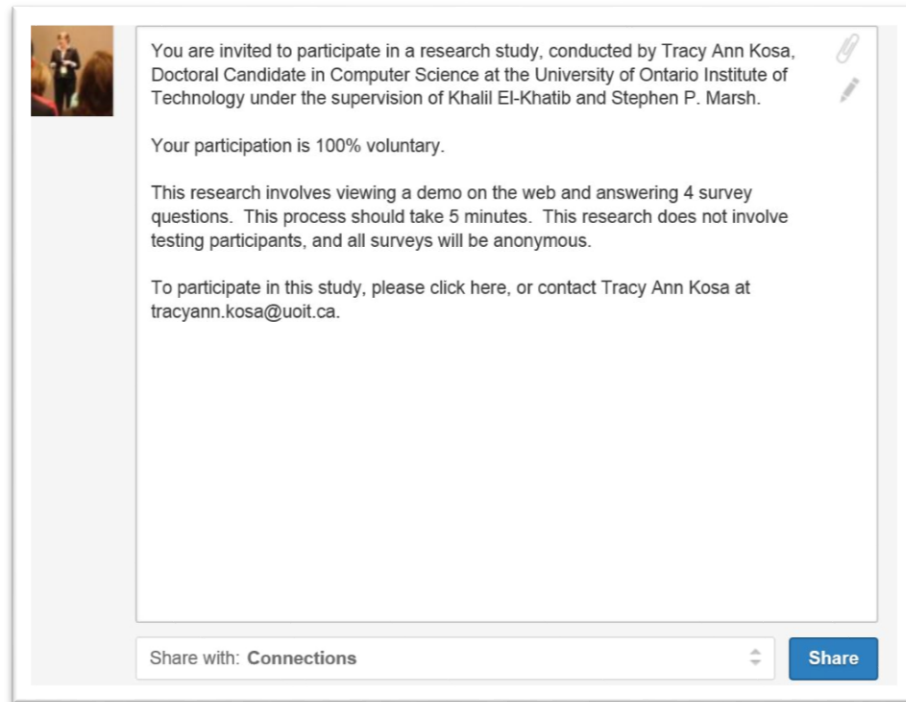 You are invited to participate in a research study, conducted by Tracy Ann Kosa,
Doctoral Candidate in Computer Science at the University of Ontario Institute of
Technology under the supervision of Khalil El-Khatib and Stephen P. Marsh.
Your participation is 100% voluntary.
This research involves viewing a demo on the web and answering 4 survey
questions.  This process should take 5 minutes.  This research does not involve
testing participants, and all surveys will be anonymous.
To participate in this study, please click here, or contact Tracy Ann Kosa at
tracyann.kosa@uoit.ca.
Share with: Connections
Share